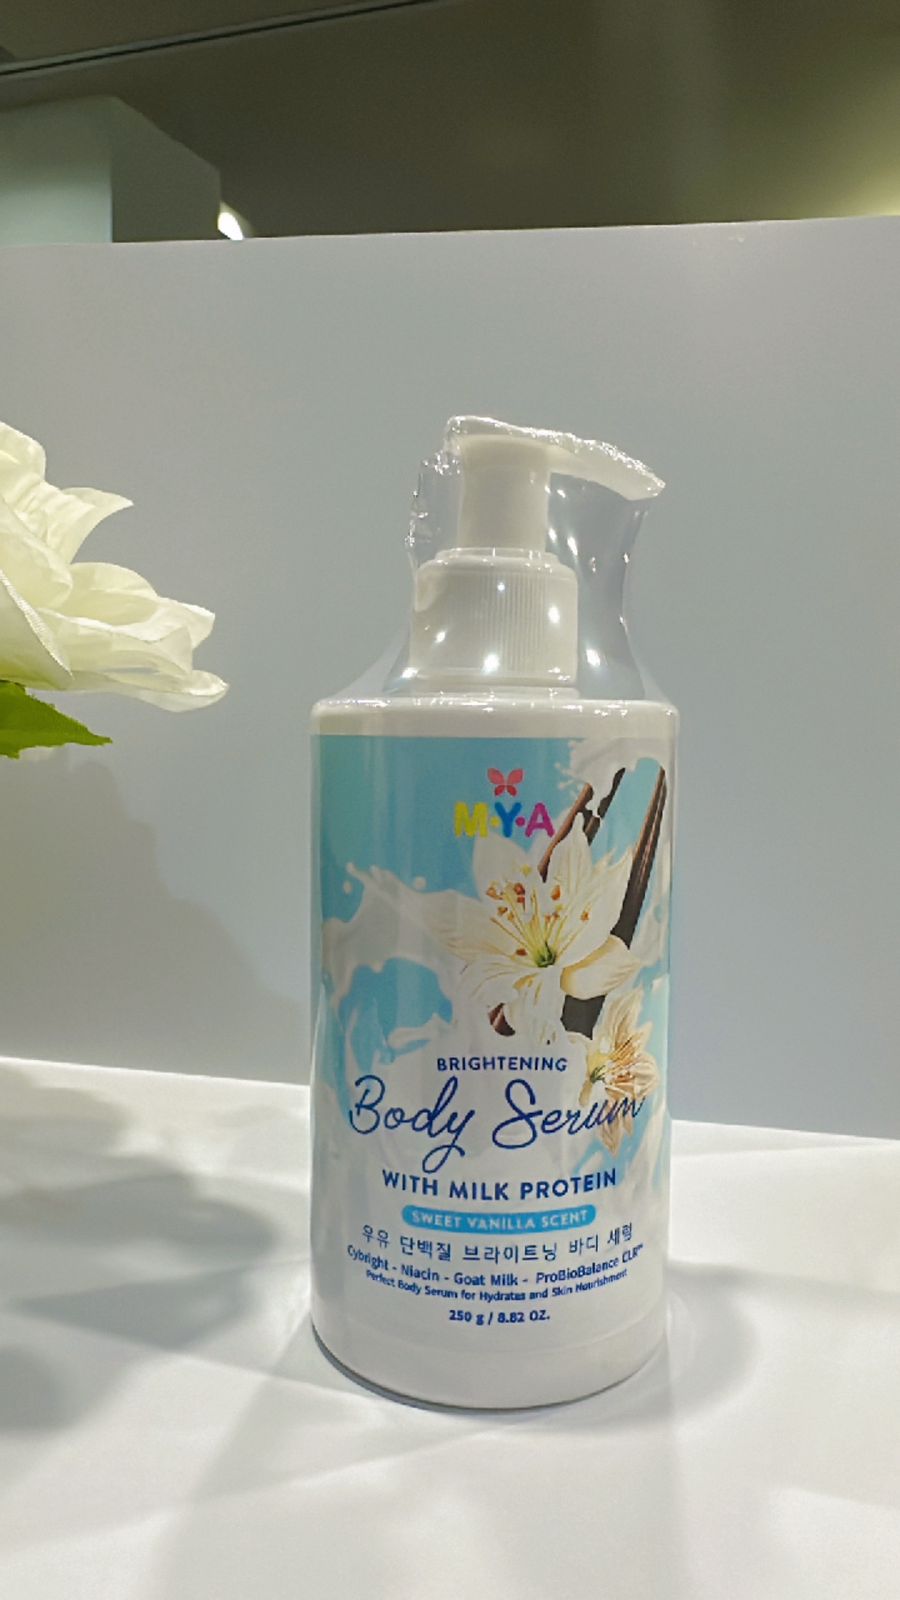 M·Y·A
BRIGHTENING
Body Serum
WITH MILK PROTEIN
SWEET VANILLA SCENT
우유 단백질 브라이트닝 바디 세럼
Cybright - Niacin - Goat Milk - ProBioBalance CLR™
Perfect Body Serum for Hydrates and Skin Nourishment
250 g / 8.82 OZ.